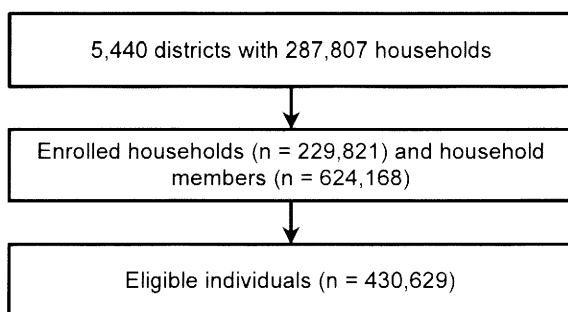 5,440 districts with 287,807 households
Enrolled households (n = 229,821) and household
members (n = 624,168)
Eligible individuals (n = 430,629)